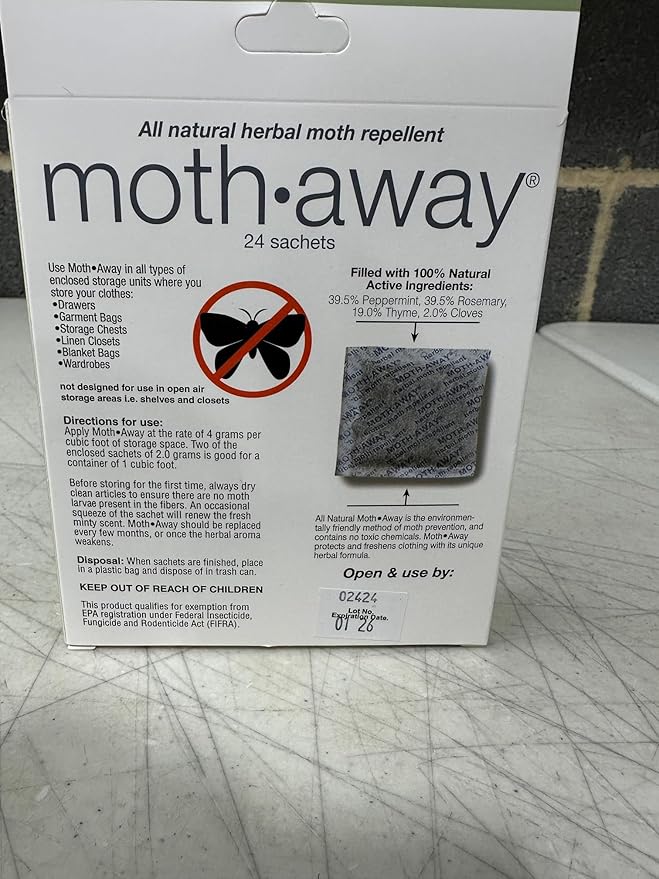 All natural herbal moth repellent
moth•away®
24 sachets
Use Moth•Away in all types of
enclosed storage units where you
store your clothes:
•Drawers
•Garment Bags
•Storage Chests
•Linen Closets
•Blanket Bags
•Wardrobes
not designed for use in open air
storage areas i.e. shelves and closets
Directions for use:
Apply Moth•Away at the rate of 4 grams per
cubic foot of storage space. Two of the
enclosed sachets of 2.0 grams is good for a
container of 1 cubic foot.
Before storing for the first time, always dry
clean articles to ensure there are no moth
larvae present in the fibers. An occasional
squeeze of the sachet will renew the fresh
minty scent. Moth•Away should be replaced
every few months, or once the herbal aroma
weakens.
Disposal: When sachets are finished, place
in a plastic bag and dispose of in trash can.
KEEP OUT OF REACH OF CHILDREN
This product qualifies for exemption from
EPA registration under Federal Insecticide,
Fungicide and Rodenticide Act (FIFRA).
Filled with 100% Natural
Active Ingredients:
39.5% Peppermint, 39.5% Rosemary,
19.0% Thyme, 2.0% Cloves
MOTH-AWAY®
All Natural Moth•Away is the environmen-
tally friendly method of moth prevention, and
contains no toxic chemicals. Moth•Away
protects and freshens clothing with its unique
herbal formula.
Open & use by:
02424
Lot No.
Expiration Date.
01 26